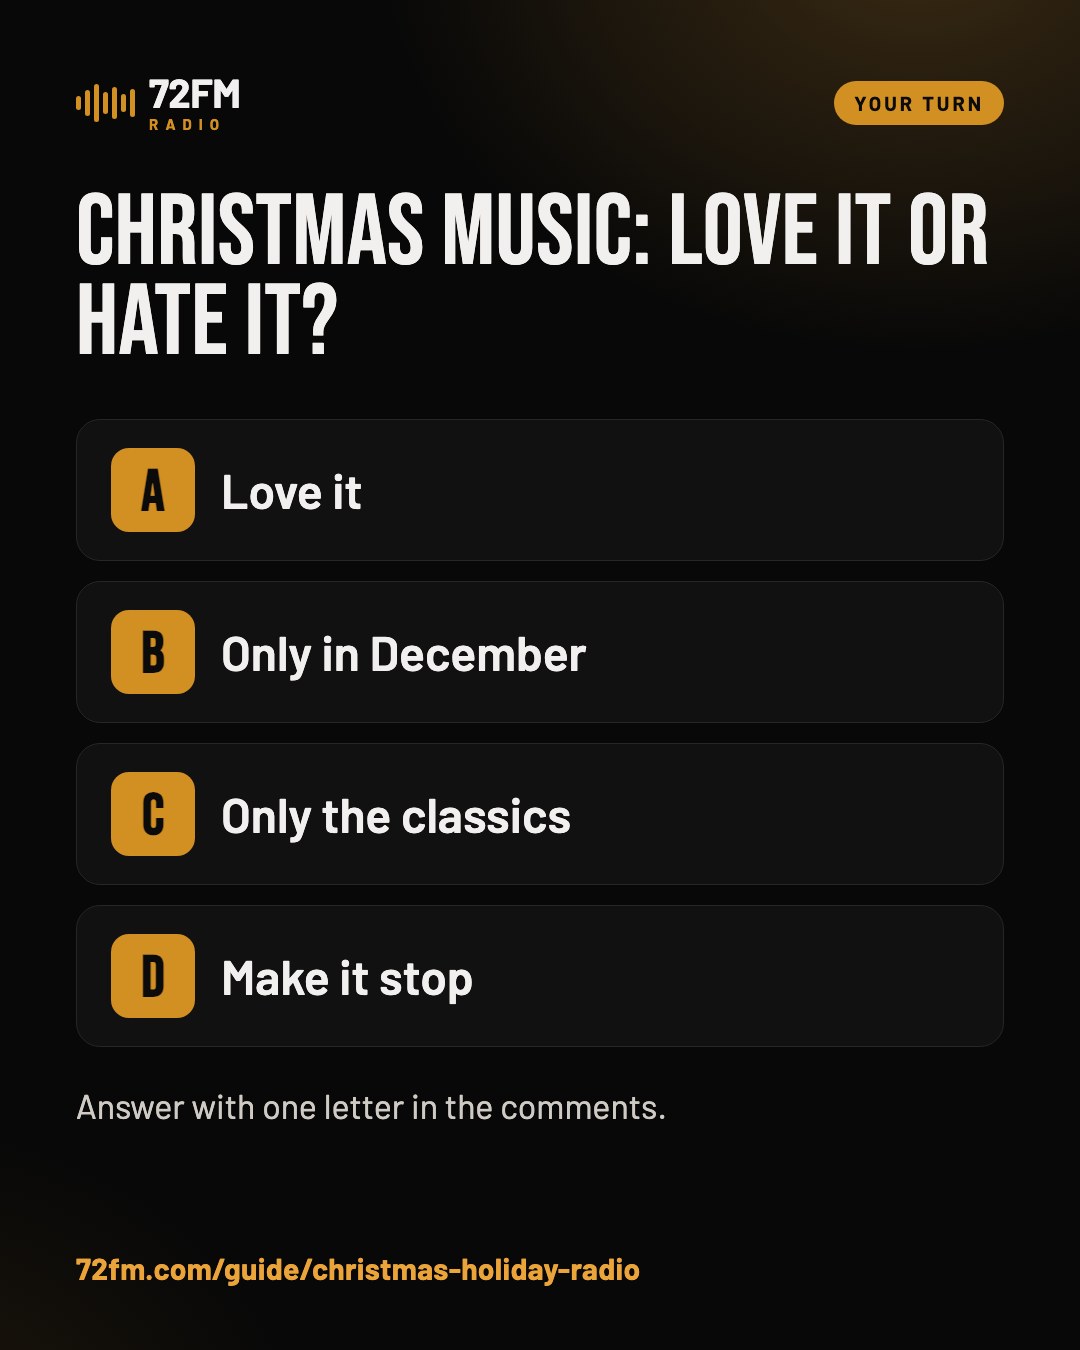 72FM
RADIO
YOUR TURN
CHRISTMAS MUSIC: LOVE IT OR
HATE IT?
A Love it
B Only in December
C Only the classics
D Make it stop
Answer with one letter in the comments.
72fm.com/guide/christmas-holiday-radio